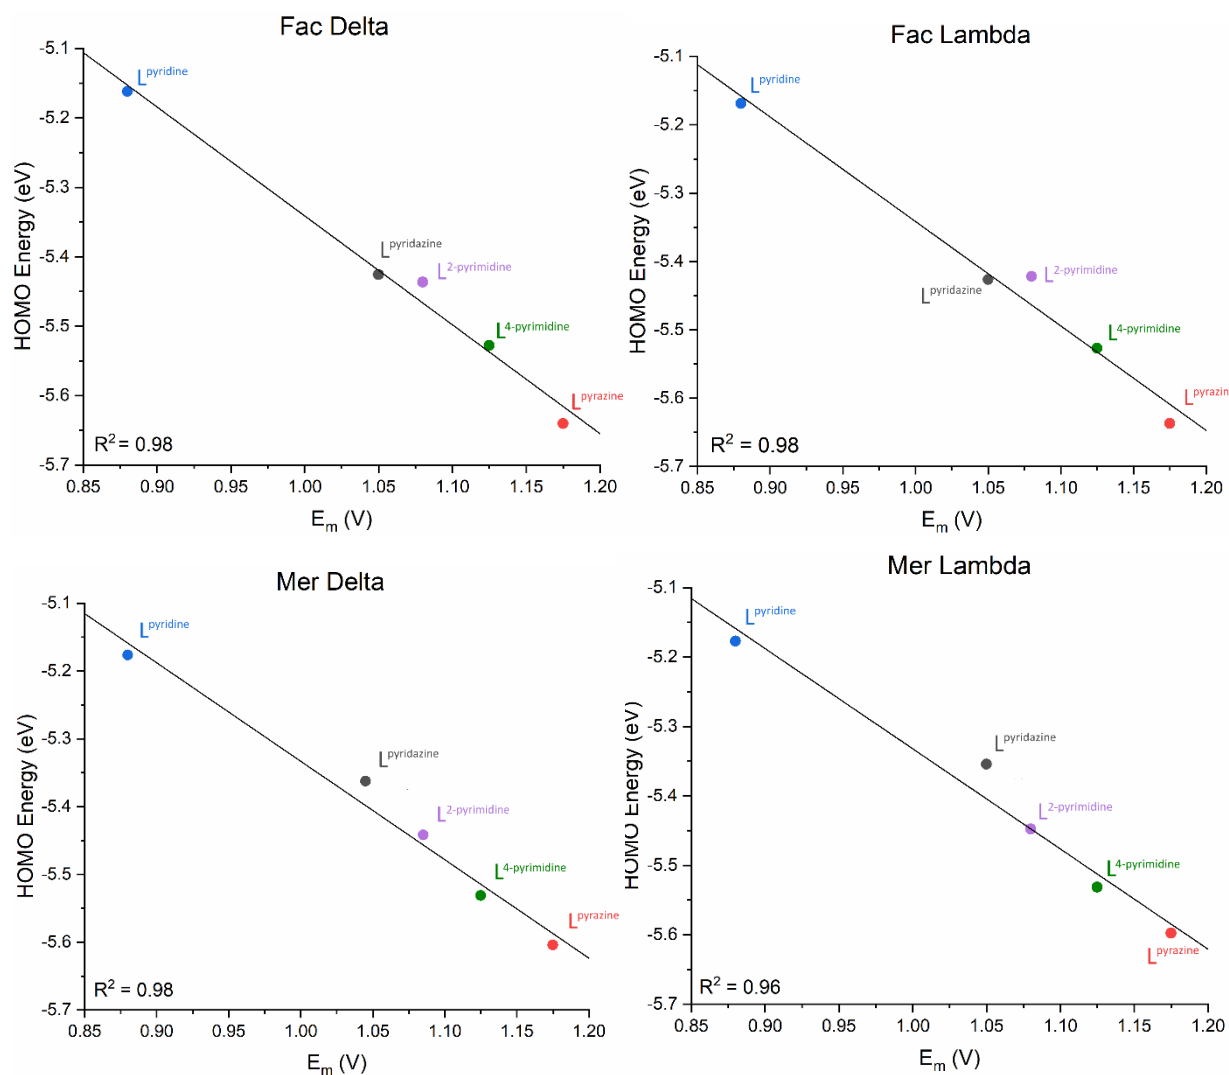 Fac Delta
-5.1
-5.2
-5.3
-5.4
-5.5
-5.6
-5.7
HOMO Energy (eV)
L^pyridine
L^pyridazine
L^2-pyrimidine
L^4-pyrimidine
L^pyrazine
R² = 0.98
0.85 0.90 0.95 1.00 1.05 1.10 1.15 1.20
E_m (V)
Fac Lambda
-5.1
-5.2
-5.3
-5.4
-5.5
-5.6
-5.7
HOMO Energy (eV)
L^pyridine
L^2-pyrimidine
L^pyridazine
L^4-pyrimidine
L^pyrazin
R² = 0.98
0.85 0.90 0.95 1.00 1.05 1.10 1.15 1.20
E_m (V)
Mer Delta
-5.1
-5.2
-5.3
-5.4
-5.5
-5.6
-5.7
HOMO Energy (eV)
L^pyridine
L^pyridazine
L^2-pyrimidine
L^4-pyrimidine
L^pyrazine
R² = 0.98
0.85 0.90 0.95 1.00 1.05 1.10 1.15 1.20
E_m (V)
Mer Lambda
-5.1
-5.2
-5.3
-5.4
-5.5
-5.6
-5.7
HOMO Energy (eV)
L^pyridine
L^pyridazine
L^2-pyrimidine
L^4-pyrimidine
L^pyrazine
R² = 0.96
0.85 0.90 0.95 1.00 1.05 1.10 1.15 1.20
E_m (V)